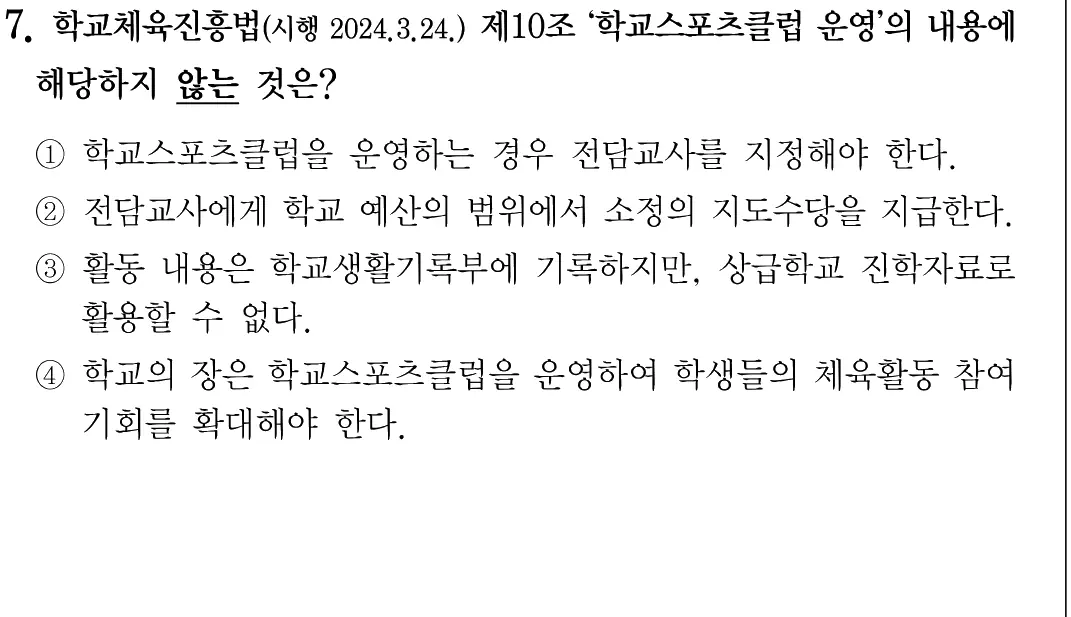 7. 학교체육진흥법(시행 2024.3.24.) 제10조 ‘학교스포츠클럽 운영’의 내용에
해당하지 않는 것은?
① 학교스포츠클럽을 운영하는 경우 전담교사를 지정해야 한다.
② 전담교사에게 학교 예산의 범위에서 소정의 지도수당을 지급한다.
③ 활동 내용은 학교생활기록부에 기록하지만, 상급학교 진학자료로
활용할 수 없다.
④ 학교의 장은 학교스포츠클럽을 운영하여 학생들의 체육활동 참여
기회를 확대해야 한다.